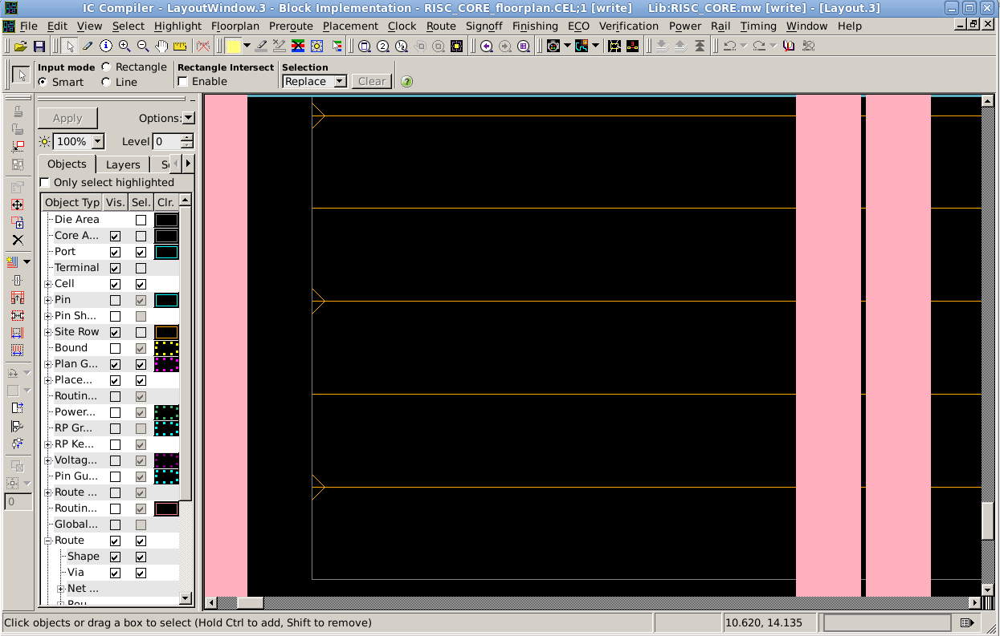 IC Compiler - LayoutWindow.3 - Block Implementation - RISC_CORE_floorplan.CEL;1 [write]    Lib:RISC_CORE.mw [write] - [Layout.3]
File Edit View Select Highlight Floorplan Preroute Placement Clock Route Signoff Finishing ECO Verification Power Rail Timing Window Help
Input mode Rectangle Rectangle Intersect Selection
Smart Line Enable Replace Clear
Apply Options:
100% Level 0
Objects Layers
Only select highlighted
Object Typ Vis. Sel. Clr.
Die Area
Core A...
Port
Terminal
Cell
Pin
Pin Sh...
Site Row
Bound
Plan G...
Place...
Routin...
Power...
RP Gr...
RP Ke...
Voltag...
Pin Gu...
Route ...
Routin...
Global...
Route
Shape
Via
Net ...
0
Click objects or drag a box to select (Hold Ctrl to add, Shift to remove)
10.620, 14.135